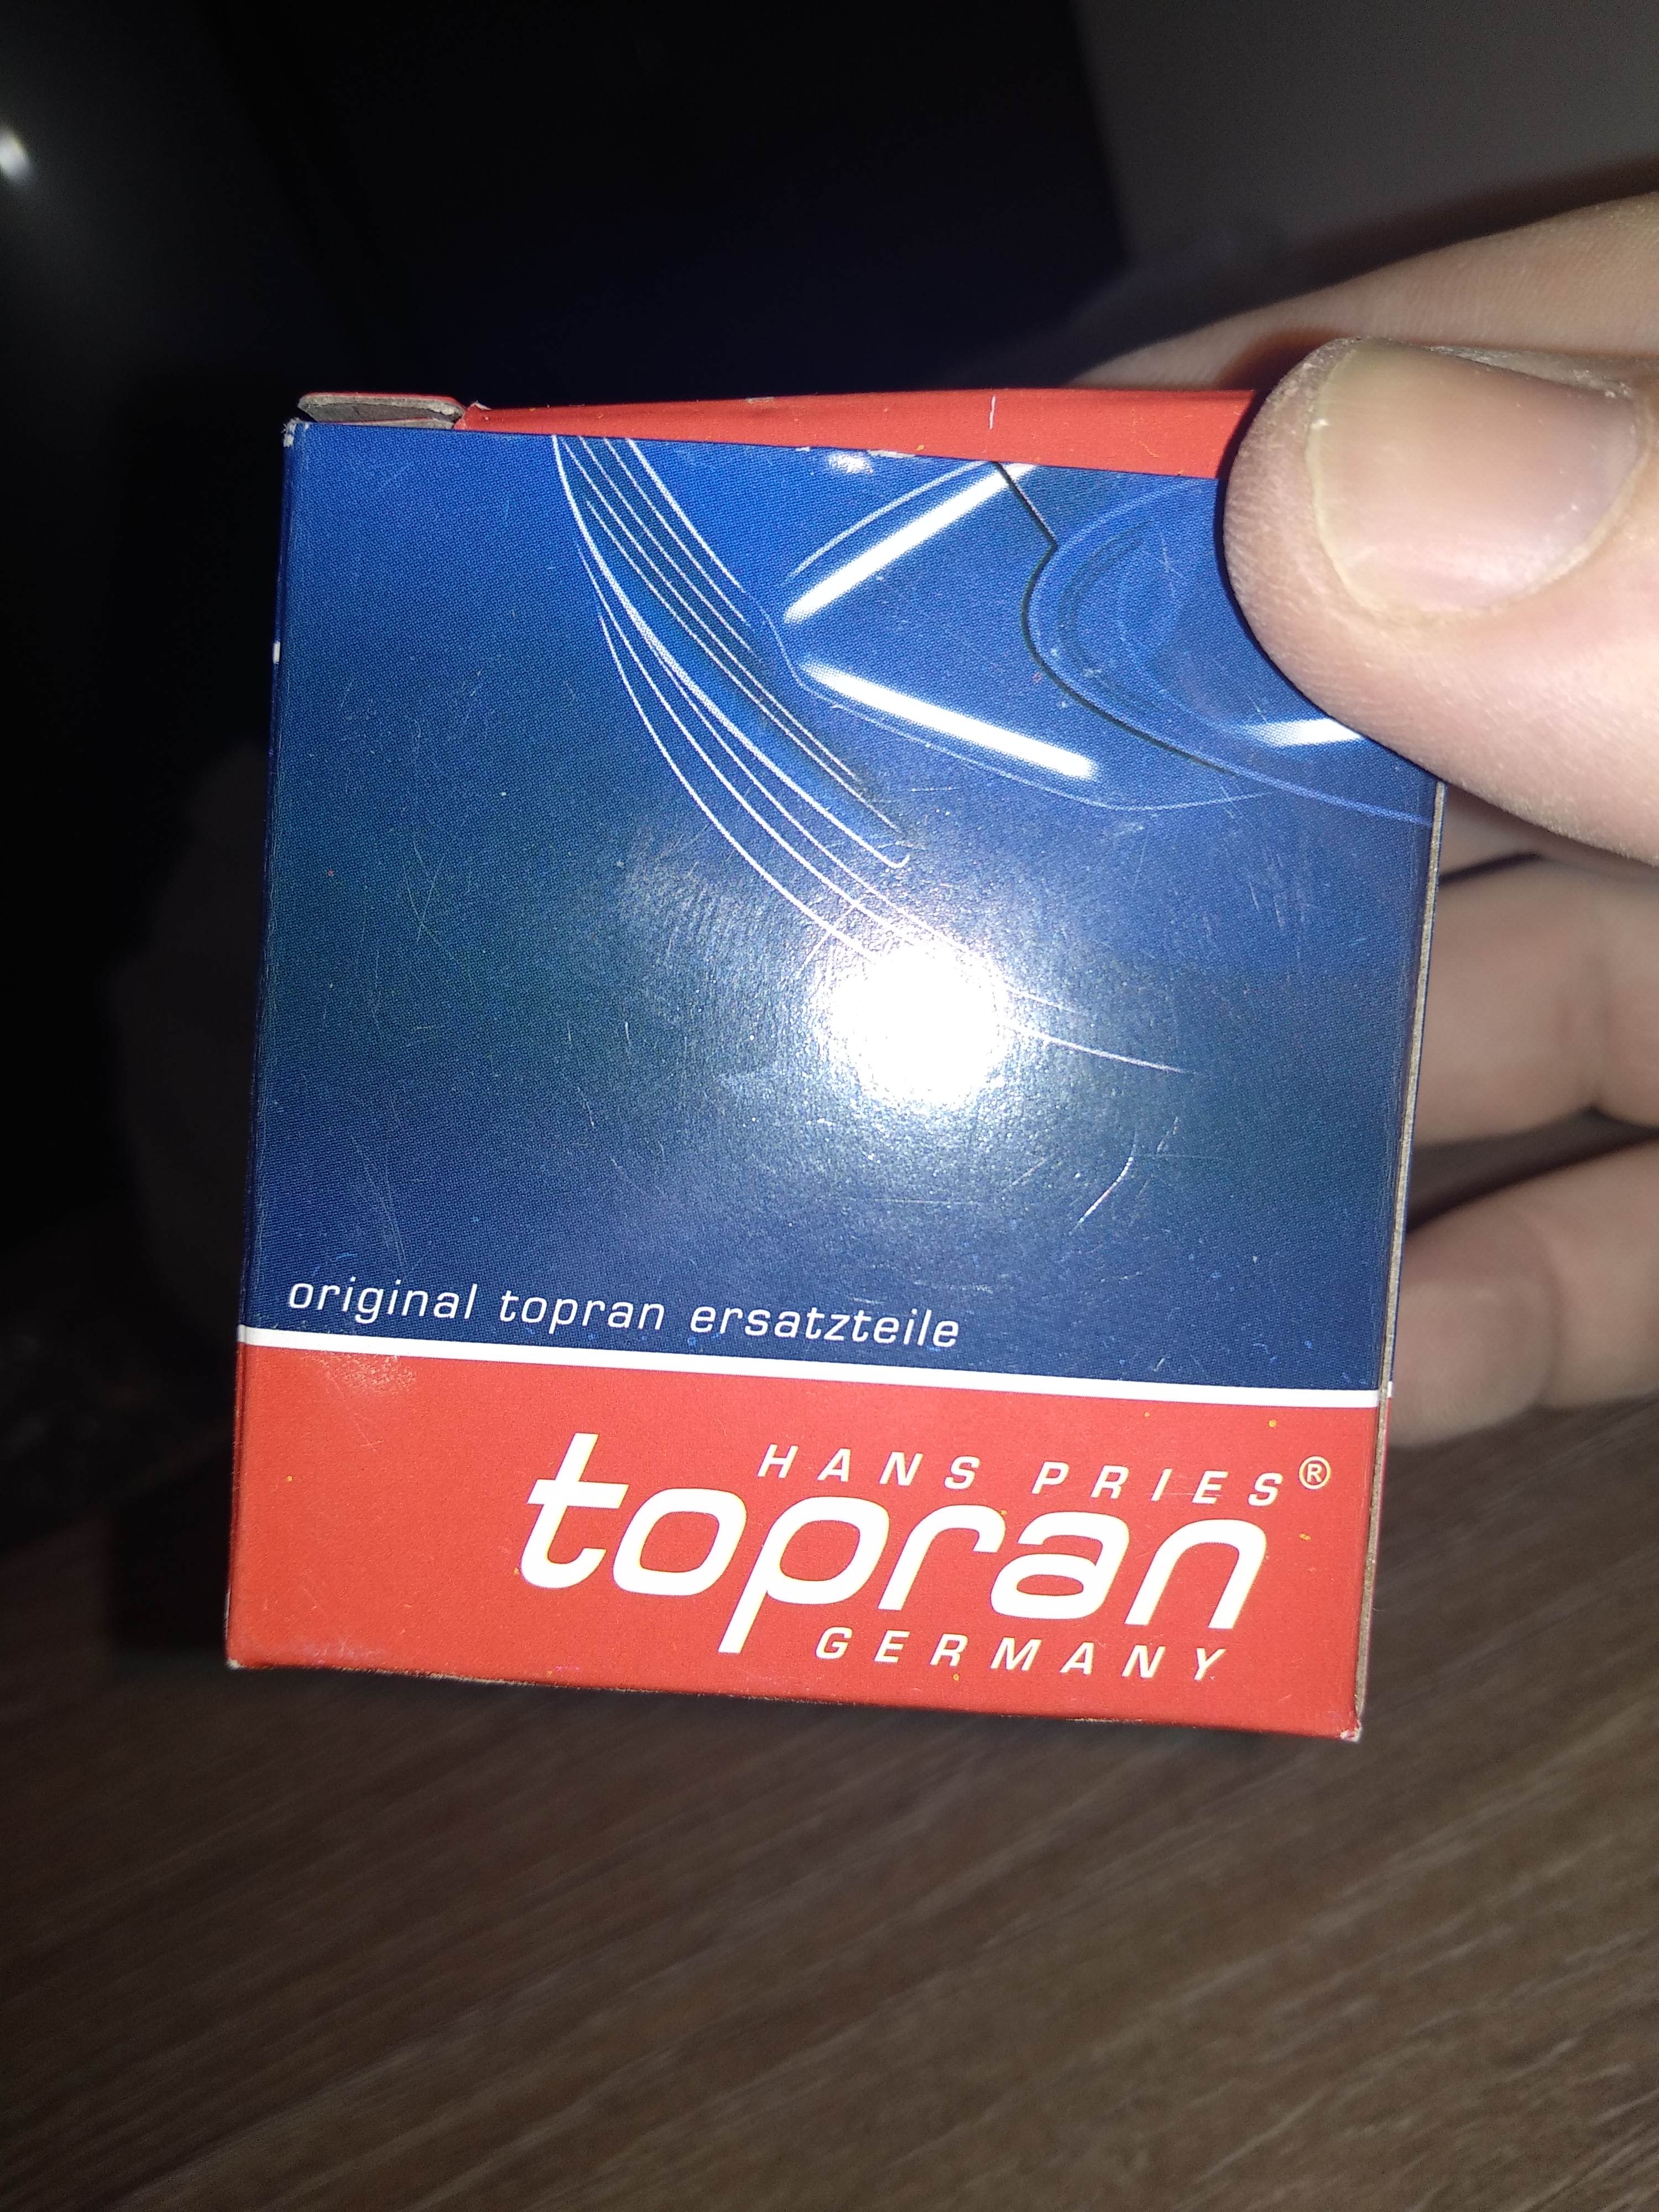 original topran ersatzteile
HANS PRIES®
topran
GERMANY